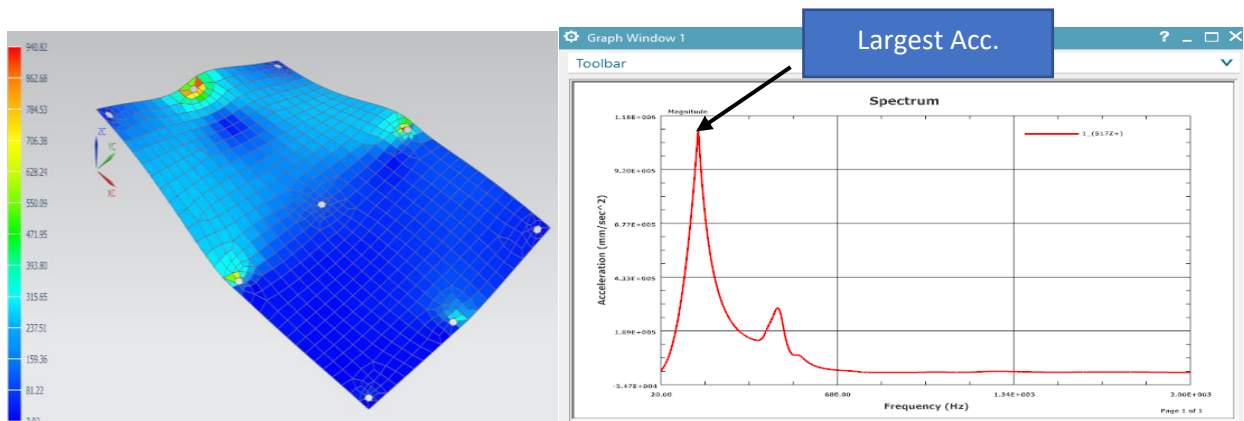 940.82
862.68
784.53
706.38
628.24
550.09
471.95
393.80
315.65
237.51
159.36
81.22
ZC
YC
XC
Graph Window 1
? _ □ X
Largest Acc.
Toolbar
Spectrum
Magnitude
1.16E+006
9.20E+005
6.77E+005
4.33E+005
1.89E+005
-5.47E+004
Acceleration (mm/sec^2)
1_(517Z+)
20.00
680.00
1.34E+003
2.00E+003
Frequency (Hz)
Page 1 of 1